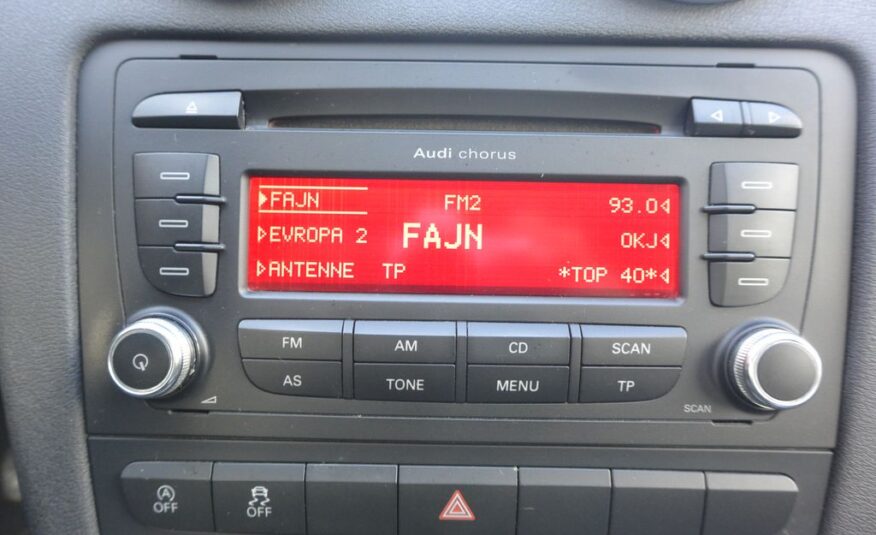 Audi chorus
FAJN FM2 93.0
EVROPA 2 FAJN OKJ
ANTENNE TP *TOP 40*
FM AM CD SCAN
AS TONE MENU TP
SCAN
OFF OFF